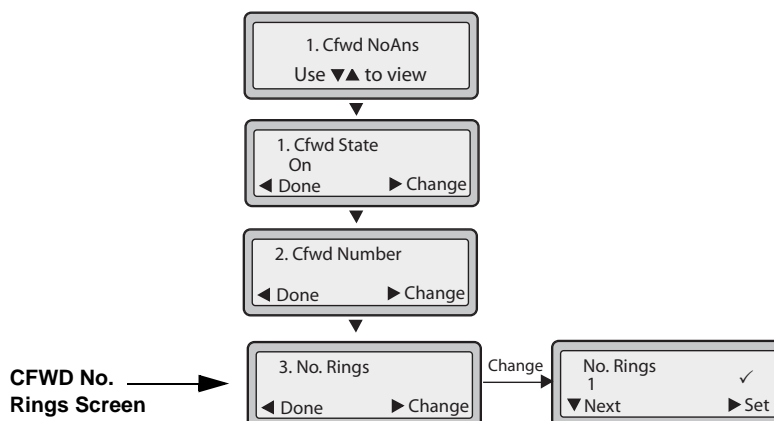 1. Cfwd NoAns
Use ▼▲ to view
▼
1. Cfwd State
On
◀ Done ▶ Change
▼
2. Cfwd Number
◀ Done ▶ Change
▼
CFWD No.
Rings Screen
3. No. Rings
◀ Done ▶ Change
Change
No. Rings
1 ✓
▼ Next ▶ Set